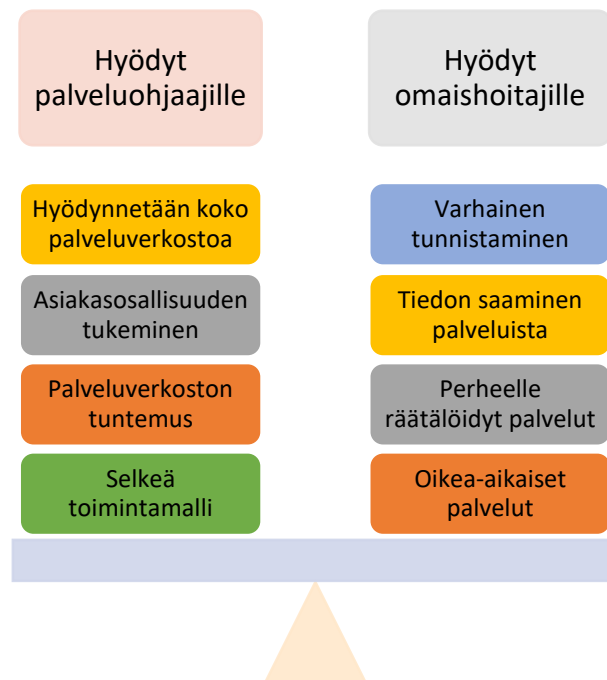 Hyödyt
palveluohjaajille
Hyödynnetään koko
palveluverkostoa
Asiakasosallisuuden
tukeminen
Palveluverkoston
tuntemus
Selkeä
toimintamalli
Hyödyt
omaishoitajille
Varhainen
tunnistaminen
Tiedon saaminen
palveluista
Perheelle
räätälöidyt palvelut
Oikea-aikaiset
palvelut